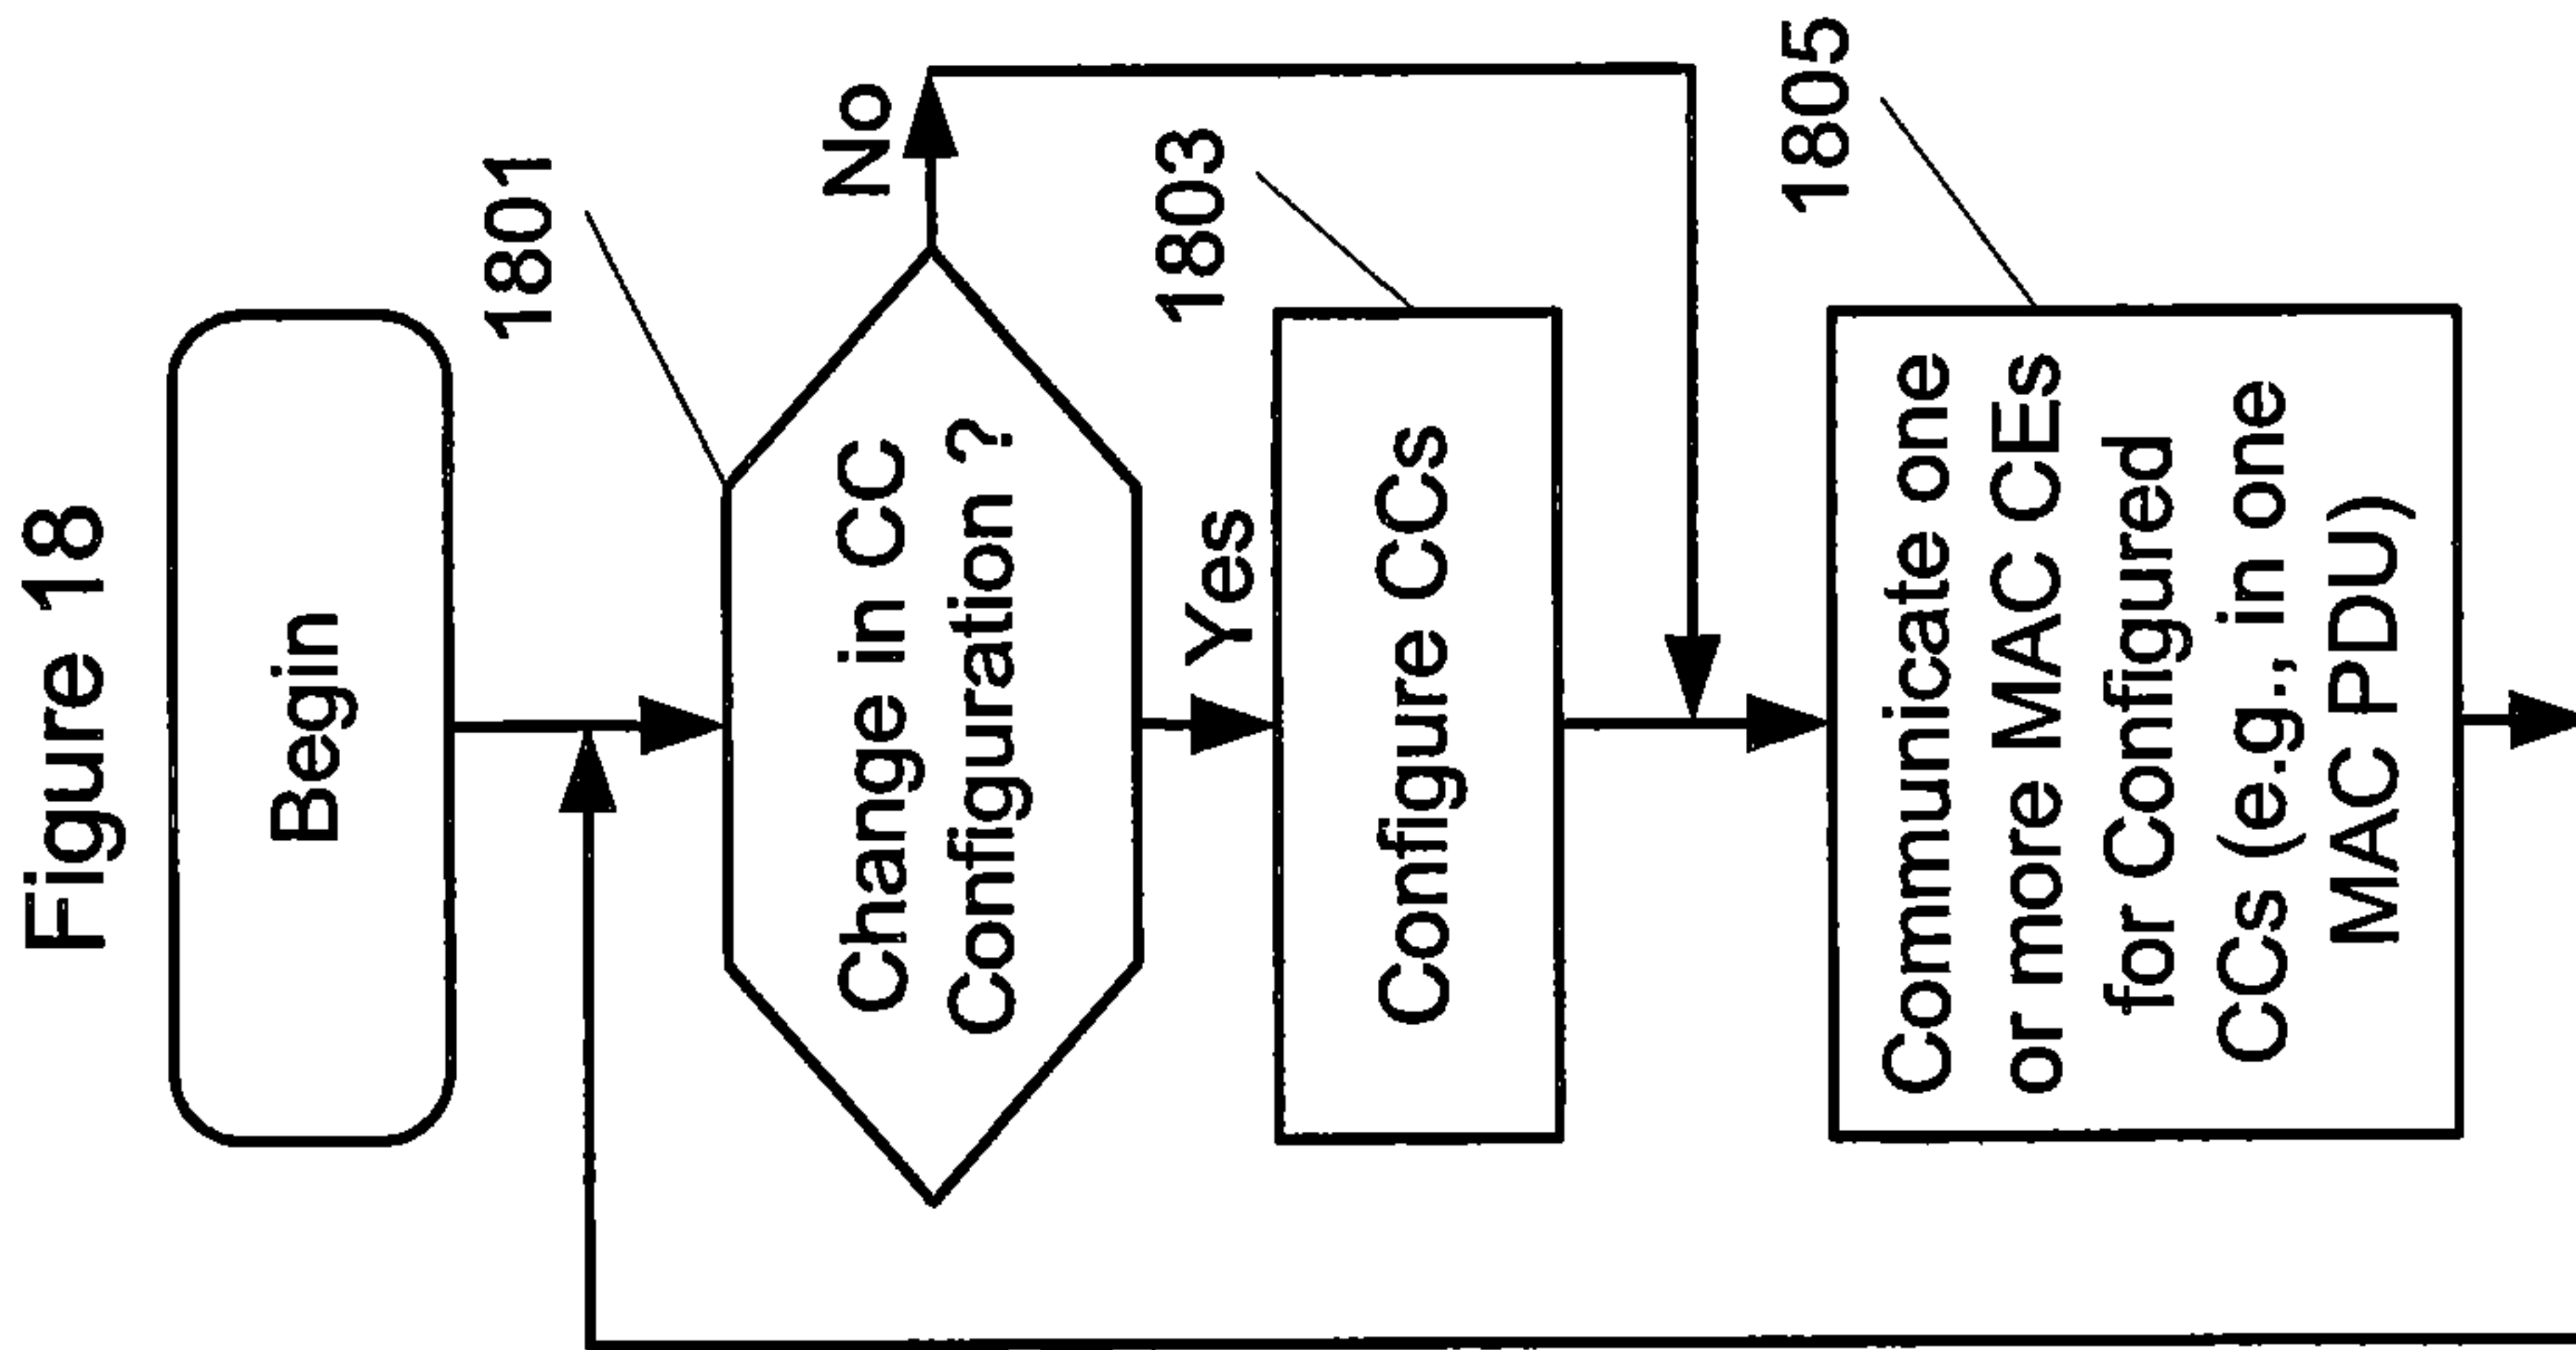 Figure 18
Begin
1801
Change in CC
Configuration ?
No
Yes
1803
Configure CCs
1805
Communicate one
or more MAC CEs
for Configured
CCs (e.g., in one
MAC PDU)